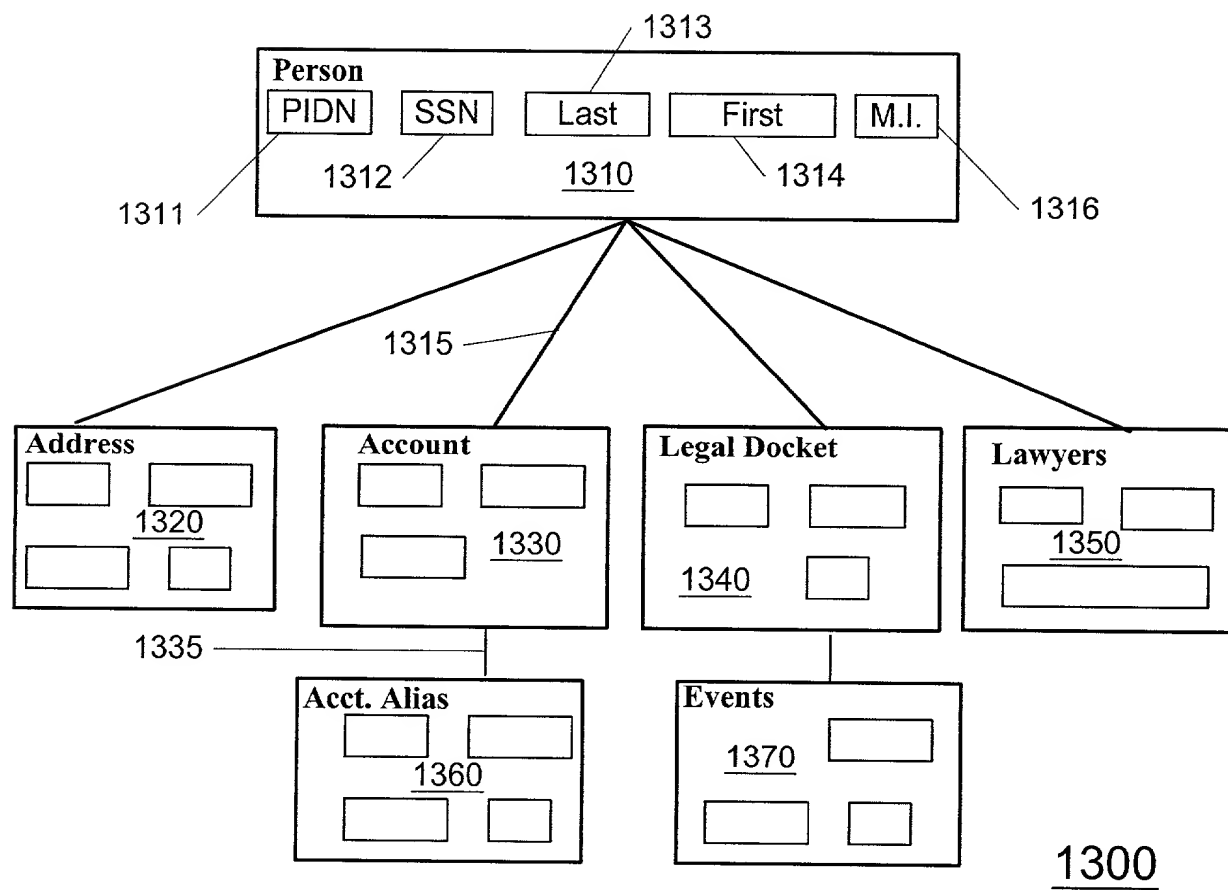 1313
Person
PIDN SSN Last First M.I.
1312 1310 1314
1311 1316
1315
Address Account Legal Docket Lawyers
1320 1330 1340 1350
1335
Acct. Alias Events
1360 1370
1300